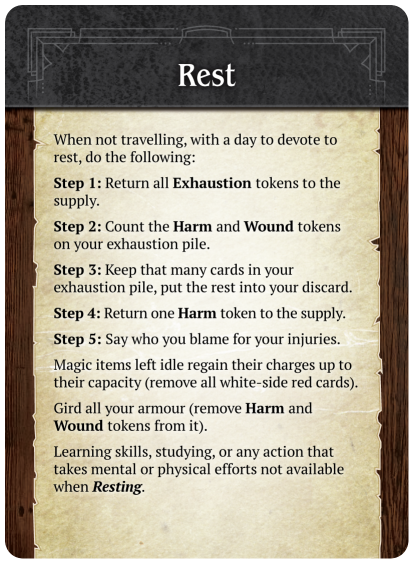 Rest
When not travelling, with a day to devote to
rest, do the following:
Step 1: Return all Exhaustion tokens to the
supply.
Step 2: Count the Harm and Wound tokens
on your exhaustion pile.
Step 3: Keep that many cards in your
exhaustion pile, put the rest into your discard.
Step 4: Return one Harm token to the supply.
Step 5: Say who you blame for your injuries.
Magic items left idle regain their charges up to
their capacity (remove all white-side red cards).
Gird all your armour (remove Harm and
Wound tokens from it).
Learning skills, studying, or any action that
takes mental or physical efforts not available
when Resting.